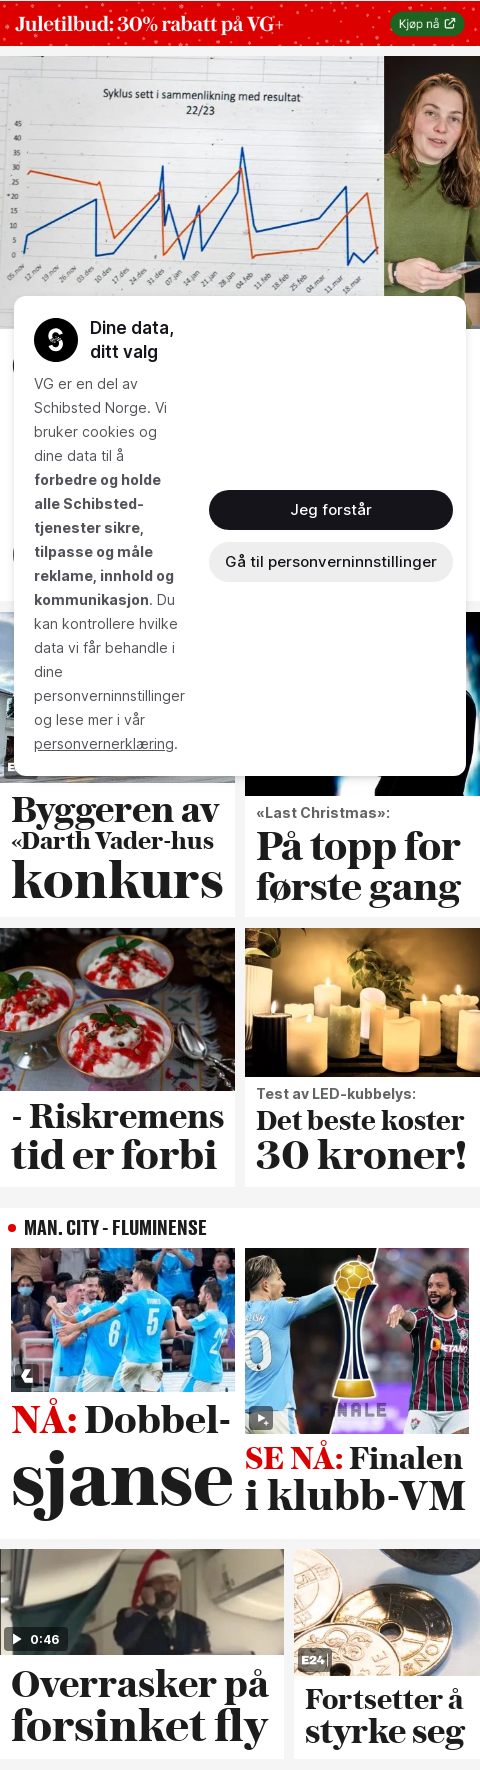 Juletilbud: 30% rabatt på VG+
Kjøp nå
Syklus sett i sammenlikning med resultat
22/23
45
40
35
30
25
20
15
10
5
0
05.nov
12.nov
19.nov
26.nov
03.des
10.des
17.des
24.des
31.des
07.jan
14.jan
21.jan
28.jan
04.feb
11.feb
18.feb
25.feb
04.mar
11.mar
18.mar
Dine data,
ditt valg
VG er en del av
Schibsted Norge. Vi
bruker cookies og
dine data til å
forbedre og holde
alle Schibsted-
tjenester sikre,
tilpasse og måle
reklame, innhold og
kommunikasjon. Du
kan kontrollere hvilke
data vi får behandle i
dine
personverninnstillinger
og lese mer i vår
personvernerklæring.
Jeg forstår
Gå til personverninnstillinger
Byggeren av
«Darth Vader-hus
konkurs
«Last Christmas»:
På topp for
første gang
- Riskremens
tid er forbi
Test av LED-kubbelys:
Det beste koster
30 kroner!
MAN. CITY - FLUMINENSE
6
5
FINALE
BETANO
NÅ: Dobbel-
sjanse
SE NÅ: Finalen
i klubb-VM
0:46
Overrasker på
forsinket fly
E24
Fortsetter å
styrke seg